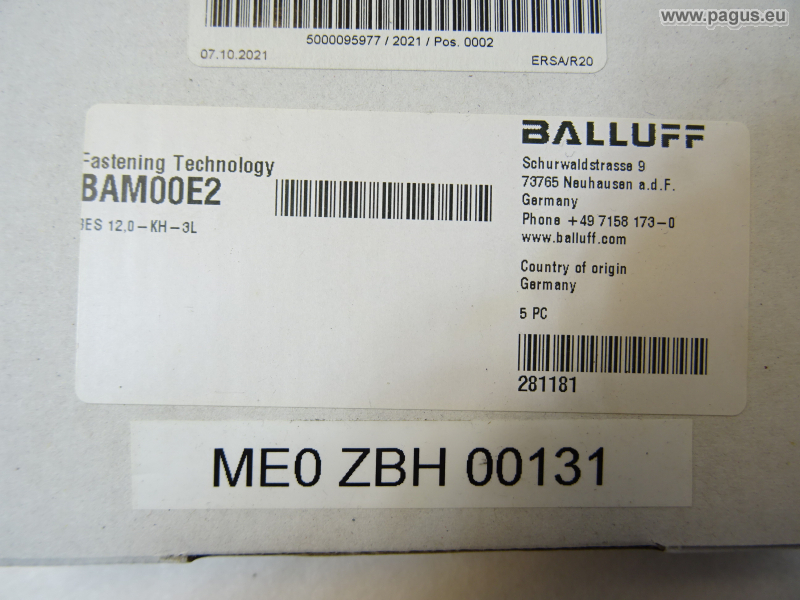 www.pagus.eu
5000095977 / 2021 / Pos. 0002
07.10.2021
ERSA/R20
BALLUFF
Fastening Technology
BAM00E2
BES 12,0-KH-3L
Schurwaldstrasse 9
73765 Neuhausen a.d.F.
Germany
Phone +49 7158 173-0
www.balluff.com
Country of origin
Germany
5 PC
281181
ME0 ZBH 00131